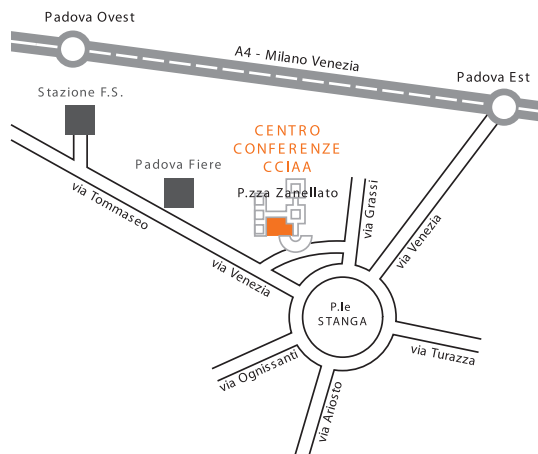 Padova Ovest
A4 - Milano Venezia
Padova Est
Stazione F.S.
CENTRO
CONFERENZE
CCIAA
Padova Fiere
P.zza Zanellato
via Grassi
via Tommaseo
via Venezia
via Venezia
P.le
STANGA
via Turazza
via Ognissanti
via Ariosto